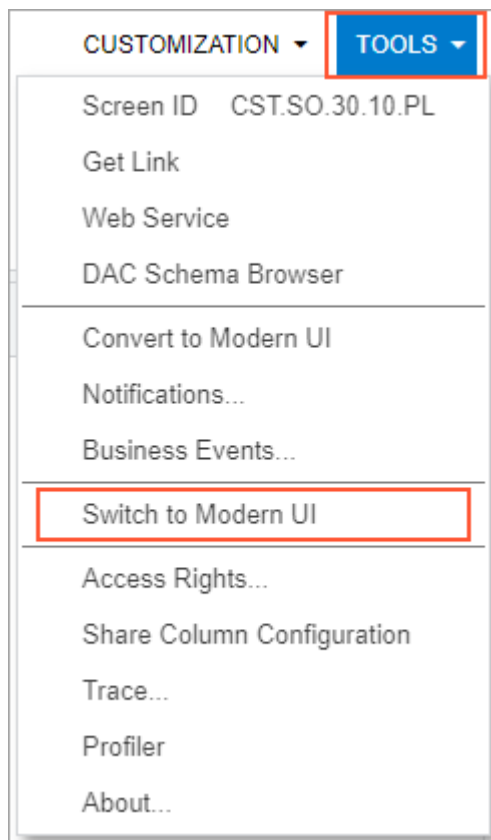 CUSTOMIZATION TOOLS
Screen ID CST.SO.30.10.PL
Get Link
Web Service
DAC Schema Browser
Convert to Modern UI
Notifications...
Business Events...
Switch to Modern UI
Access Rights...
Share Column Configuration
Trace...
Profiler
About...